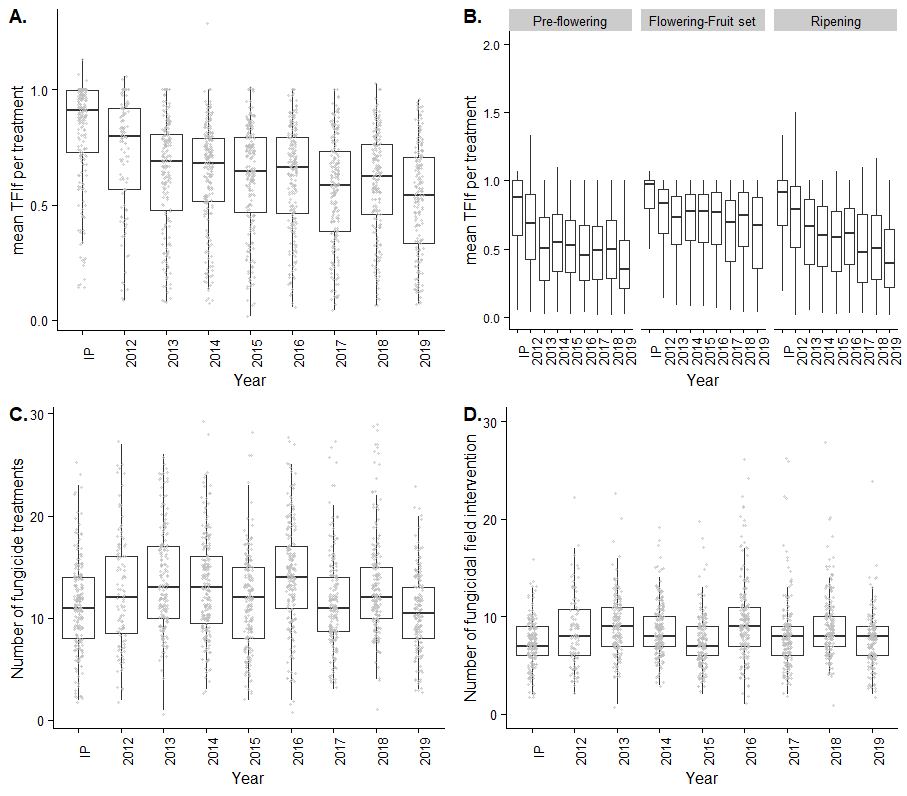 A.
mean TFIf per treatment
1.0
0.5
0.0
IP 2012 2013 2014 2015 2016 2017 2018 2019
Year
B.
Pre-flowering Flowering-Fruit set Ripening
mean TFIf per treatment
2.0
1.5
1.0
0.5
0.0
IP 2012 2013 2014 2015 2016 2017 2018 2019 IP 2012 2013 2014 2015 2016 2017 2018 2019 IP 2012 2013 2014 2015 2016 2017 2018 2019
Year
C.
Number of fungicide treatments
30
20
10
0
IP 2012 2013 2014 2015 2016 2017 2018 2019
Year
D.
Number of fungicidal field intervention
30
20
10
0
IP 2012 2013 2014 2015 2016 2017 2018 2019
Year